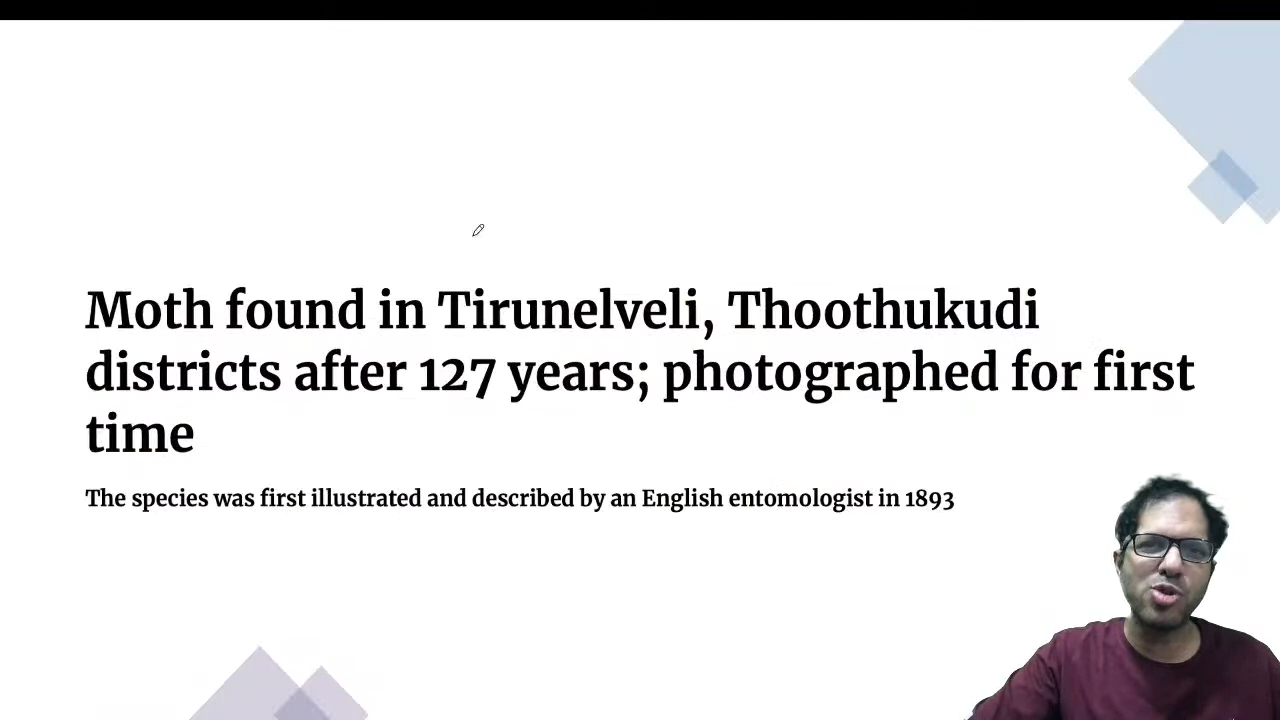 Moth found in Tirunelveli, Thoothukudi
districts after 127 years; photographed for first
time
The species was first illustrated and described by an English entomologist in 1893